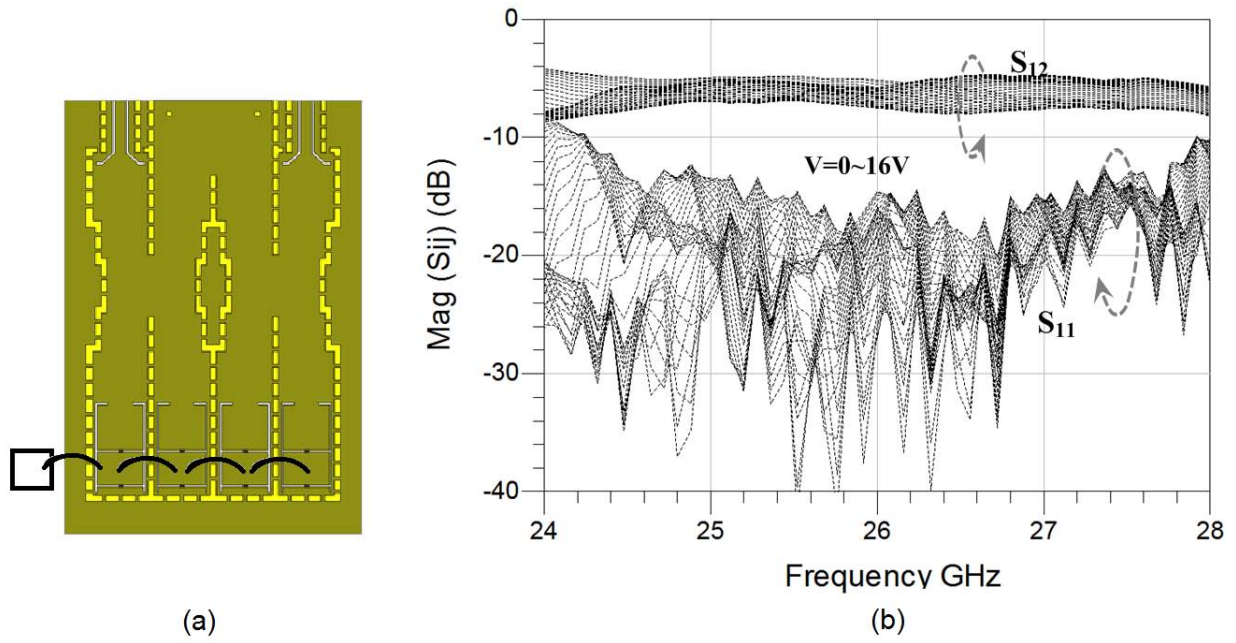 0
-10
-20
-30
-40
S12
V=0~16V
S11
Mag (Sij) (dB)
24
25
26
27
28
Frequency GHz
(a)
(b)